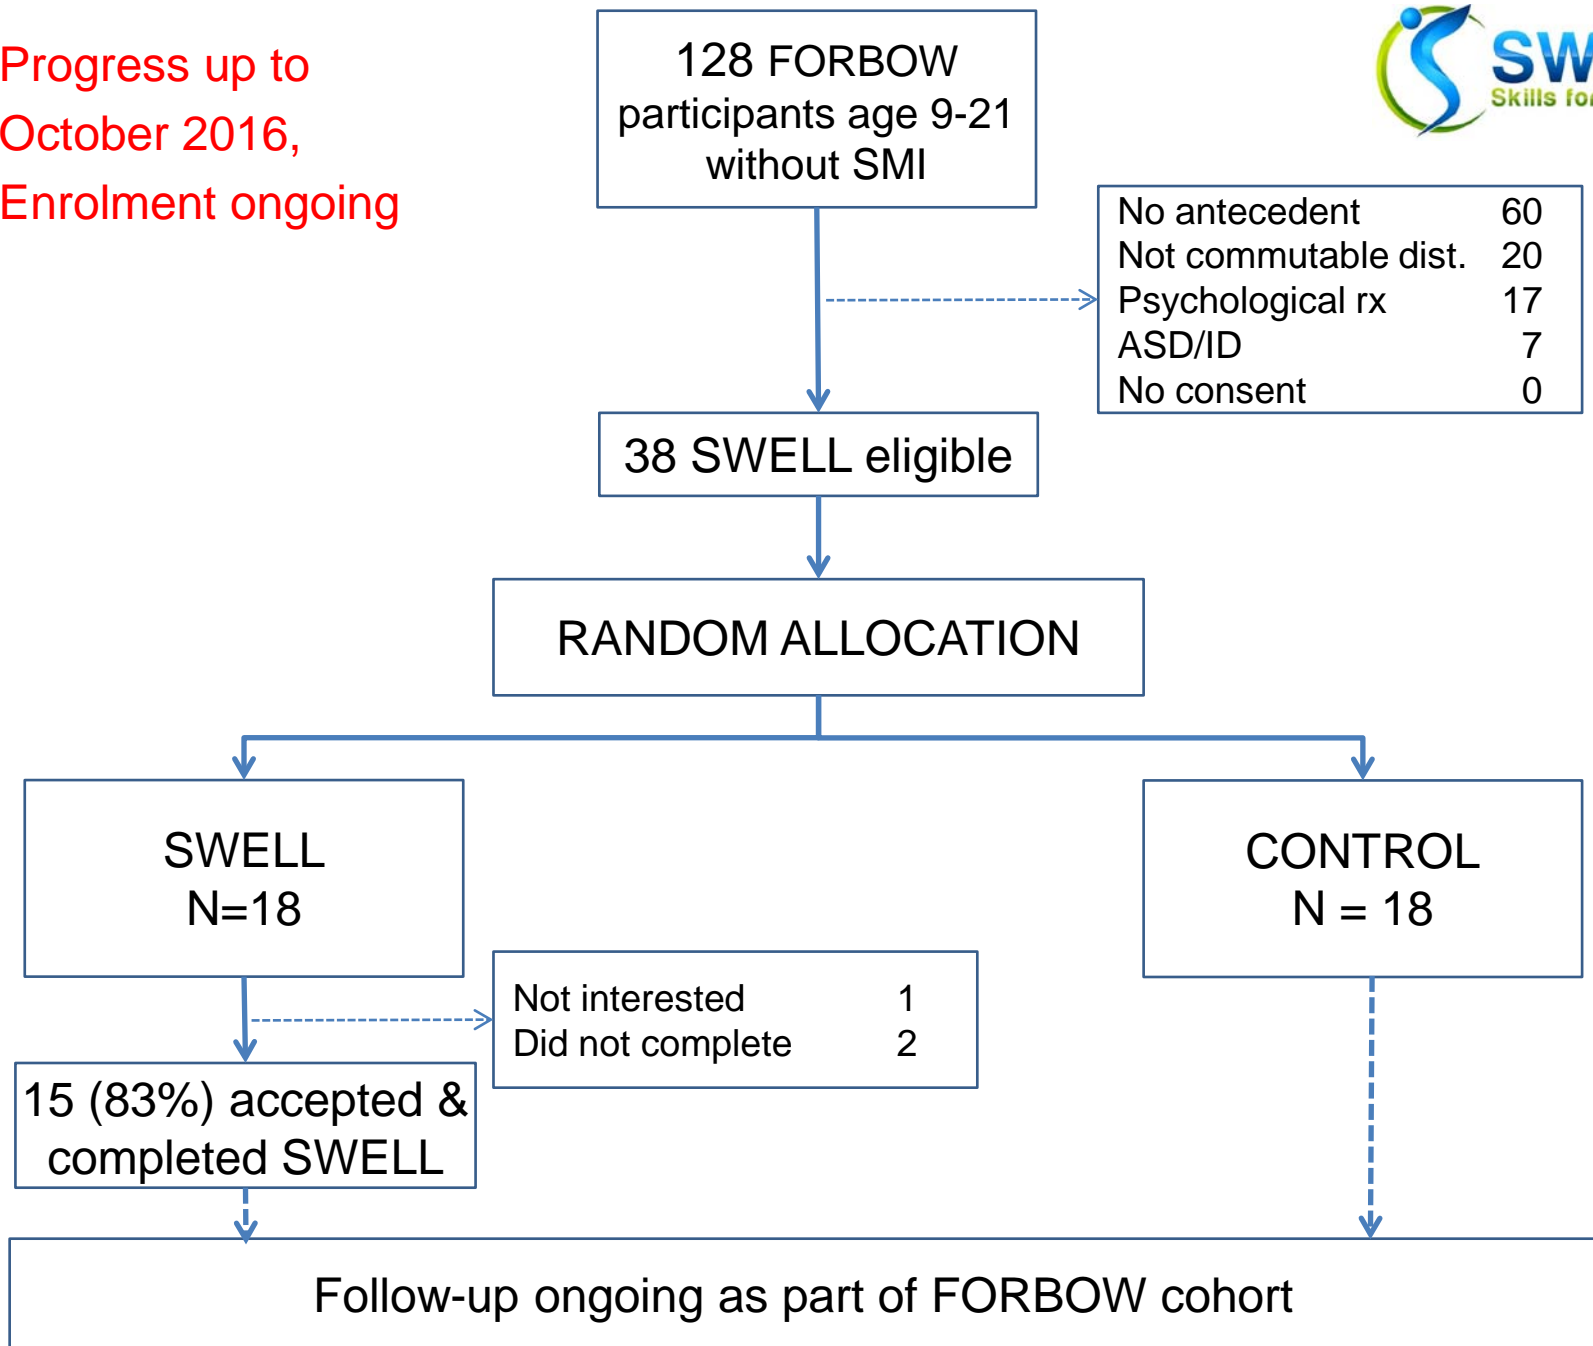 Progress up to
October 2016,
Enrolment ongoing
128 FORBOW
participants age 9-21
without SMI
SW
Skills for
No antecedent 60
Not commutable dist. 20
Psychological rx 17
ASD/ID 7
No consent 0
38 SWELL eligible
RANDOM ALLOCATION
SWELL
N=18
CONTROL
N = 18
Not interested 1
Did not complete 2
15 (83%) accepted &
completed SWELL
Follow-up ongoing as part of FORBOW cohort